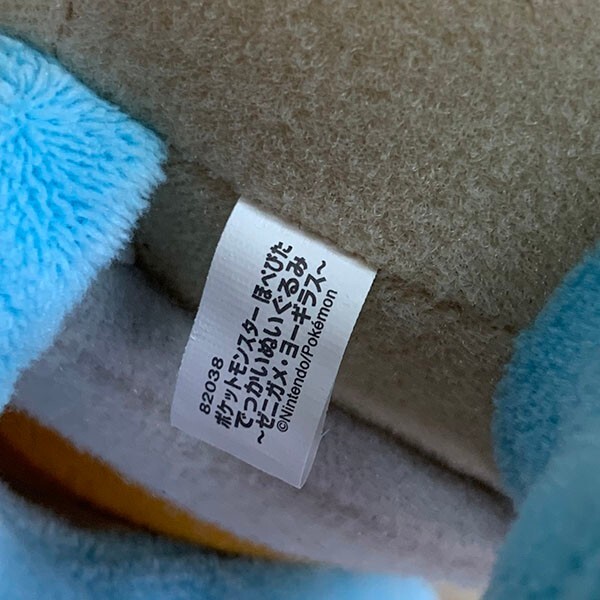 82038
ポケットモンスター ほぺぴた
でっかいぬいぐるみ
～ゼニガメ・ヨーギラス～
©Nintendo/Pokémon